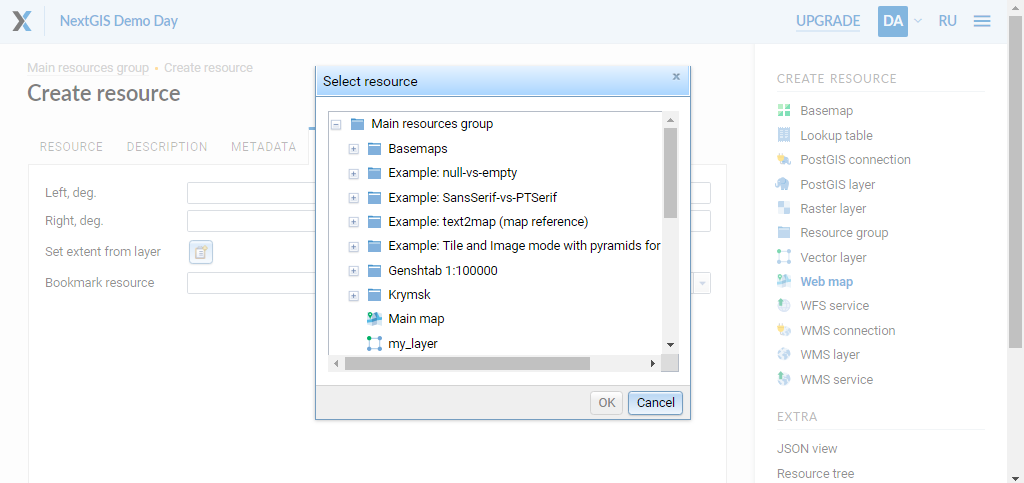 NextGIS Demo Day
UPGRADE
DA
RU
Main resources group • Create resource
Create resource
RESOURCE
DESCRIPTION
METADATA
Left, deg.
Right, deg.
Set extent from layer
Bookmark resource
Select resource
x
Main resources group
Basemaps
Example: null-vs-empty
Example: SansSerif-vs-PTSerif
Example: text2map (map reference)
Example: Tile and Image mode with pyramids for
Genshtab 1:100000
Krymsk
Main map
my_layer
OK
Cancel
CREATE RESOURCE
Basemap
Lookup table
PostGIS connection
PostGIS layer
Raster layer
Resource group
Vector layer
Web map
WFS service
WMS connection
WMS layer
WMS service
EXTRA
JSON view
Resource tree